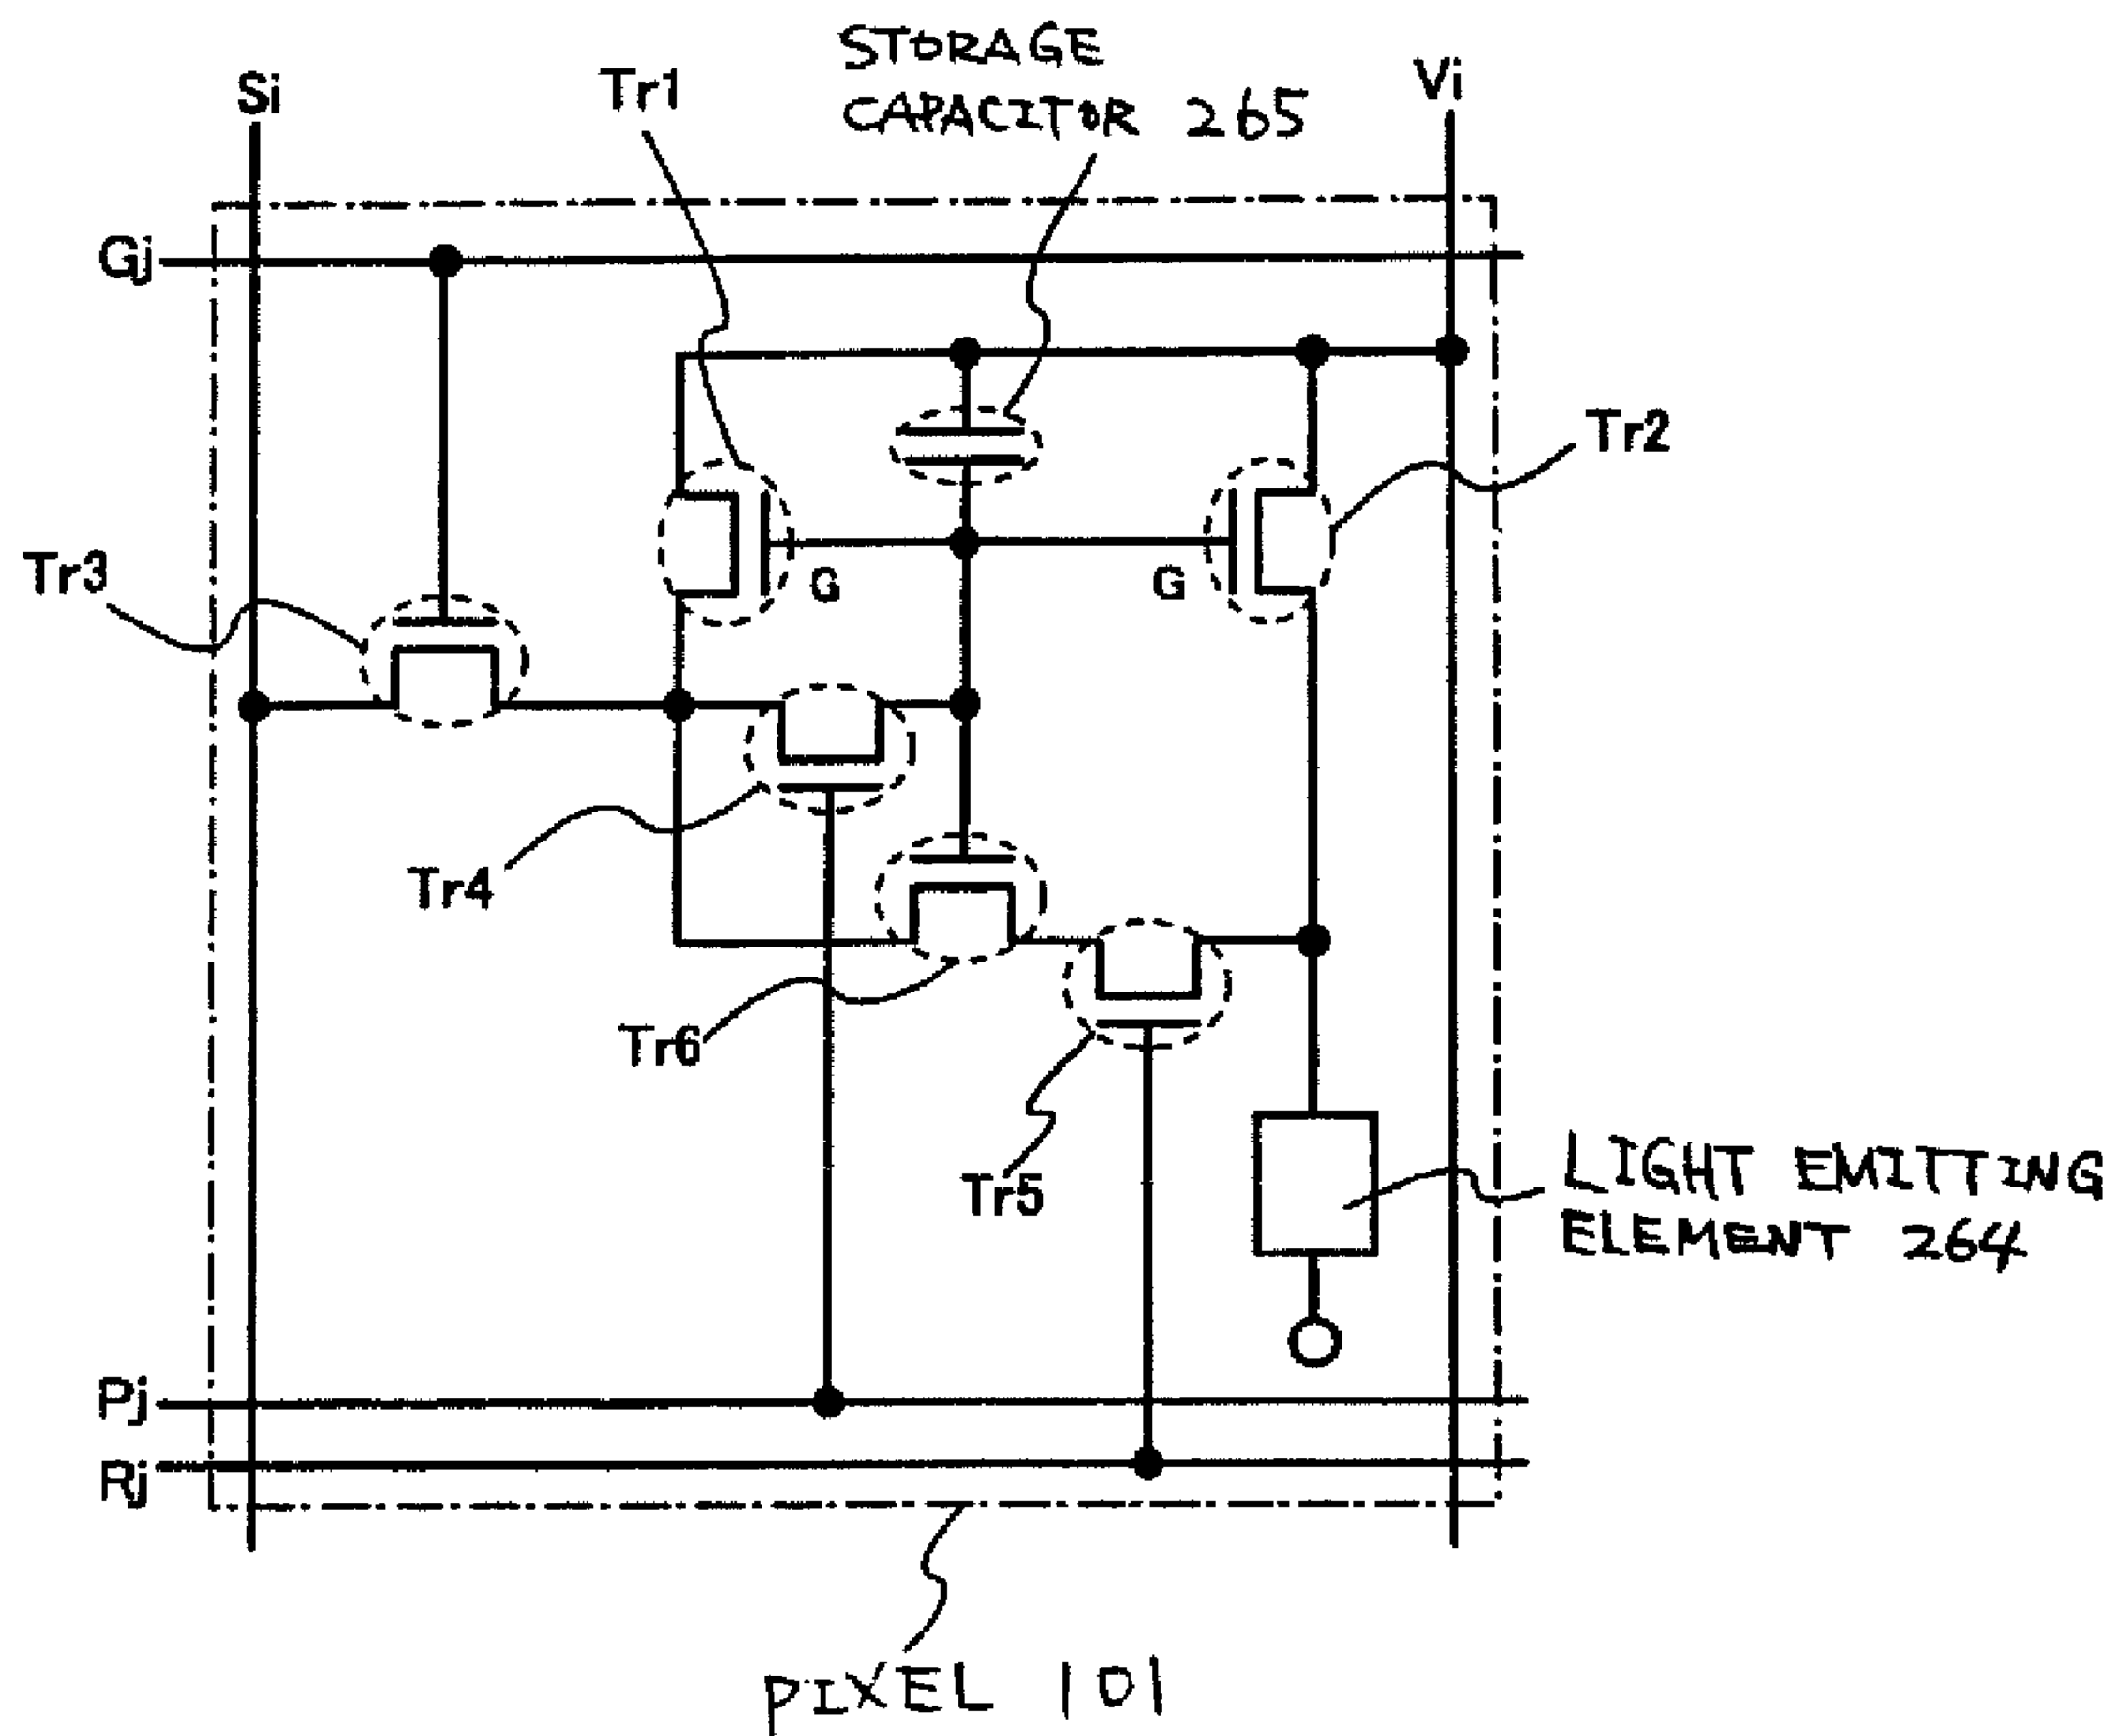 Si
Tr1
STORAGE
CAPACITOR 265
Vi
Gj
Tr2
Tr3
G
G
Tr4
Tr6
Tr5
LIGHT EMITTING
ELEMENT 264
Pj
Rj
PIXEL 101